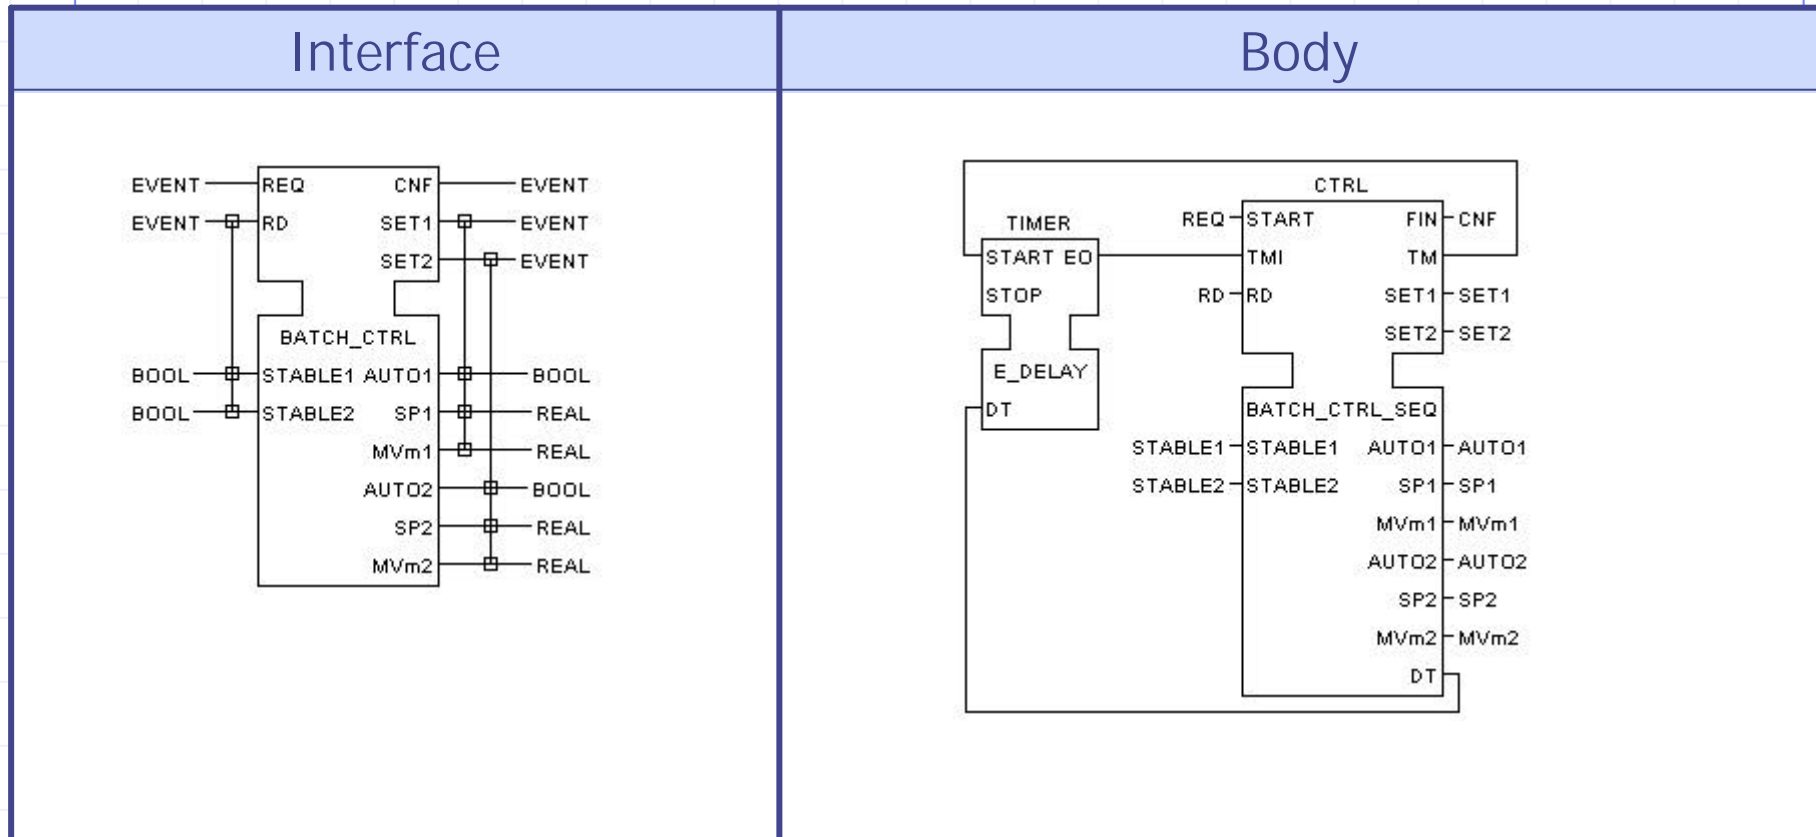 Interface
Body
EVENT REQ CNF EVENT
EVENT RD SET1 EVENT
SET2 EVENT
BATCH_CTRL
BOOL STABLE1 AUTO1 BOOL
BOOL STABLE2 SP1 REAL
MVm1 REAL
AUTO2 BOOL
SP2 REAL
MVm2 REAL
CTRL
TIMER
REQ START FIN CNF
START EO TMI TM
STOP RD RD SET1 SET1
SET2 SET2
E_DELAY
DT BATCH_CTRL_SEQ
STABLE1 STABLE1 AUTO1 AUTO1
STABLE2 STABLE2 SP1 SP1
MVm1 MVm1
AUTO2 AUTO2
SP2 SP2
MVm2 MVm2
DT